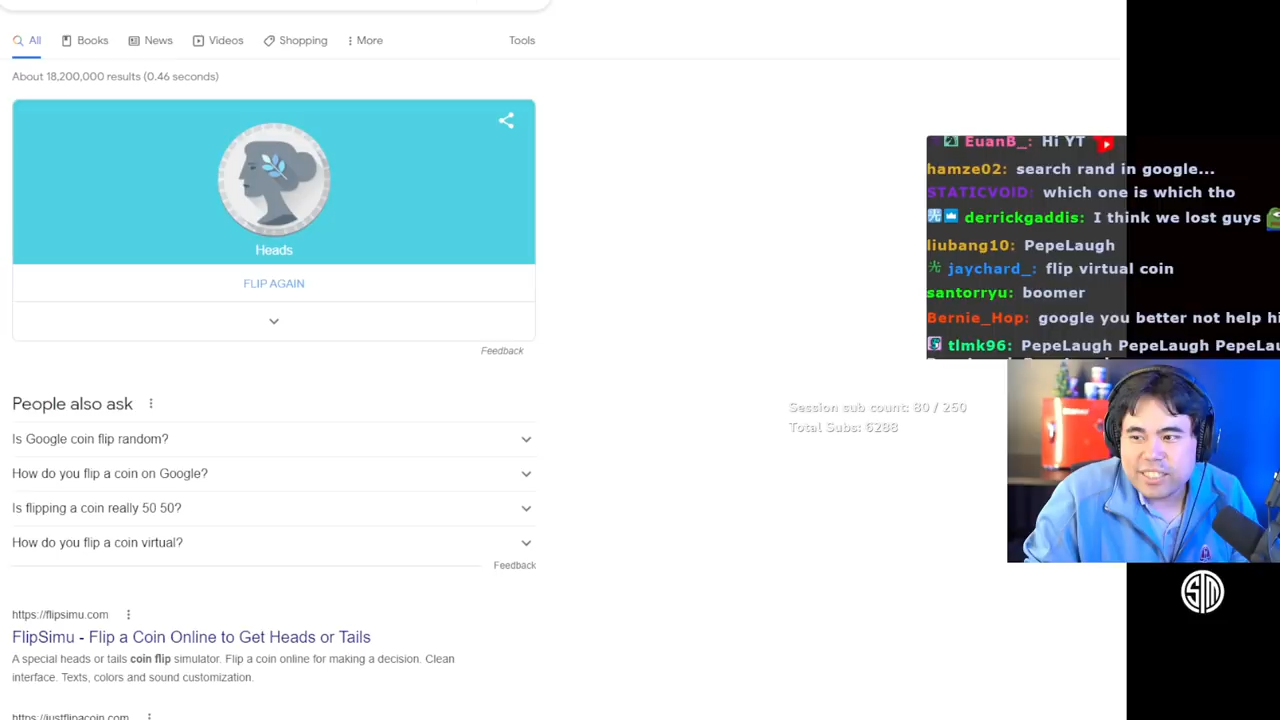 All
Books
News
Videos
Shopping
More
Tools
About 18,200,000 results (0.46 seconds)
Heads
FLIP AGAIN
Feedback
People also ask
Is Google coin flip random?
How do you flip a coin on Google?
Is flipping a coin really 50 50?
How do you flip a coin virtual?
Feedback
https://flipsimu.com
FlipSimu - Flip a Coin Online to Get Heads or Tails
A special heads or tails coin flip simulator. Flip a coin online for making a decision. Clean
interface. Texts, colors and sound customization.
https://justflipacoin.com
EuanB_: Hi YT
hamze02: search rand in google...
STATICVOID: which one is which tho
derrickgaddis: I think we lost guys
liubang10: PepeLaugh
jaychard_: flip virtual coin
santorryu: boomer
Bernie_Hop: google you better not help hi
tlmk96: PepeLaugh PepeLaugh PepeLau
Session sub count: 80 / 250
Total Subs: 6288
TSM